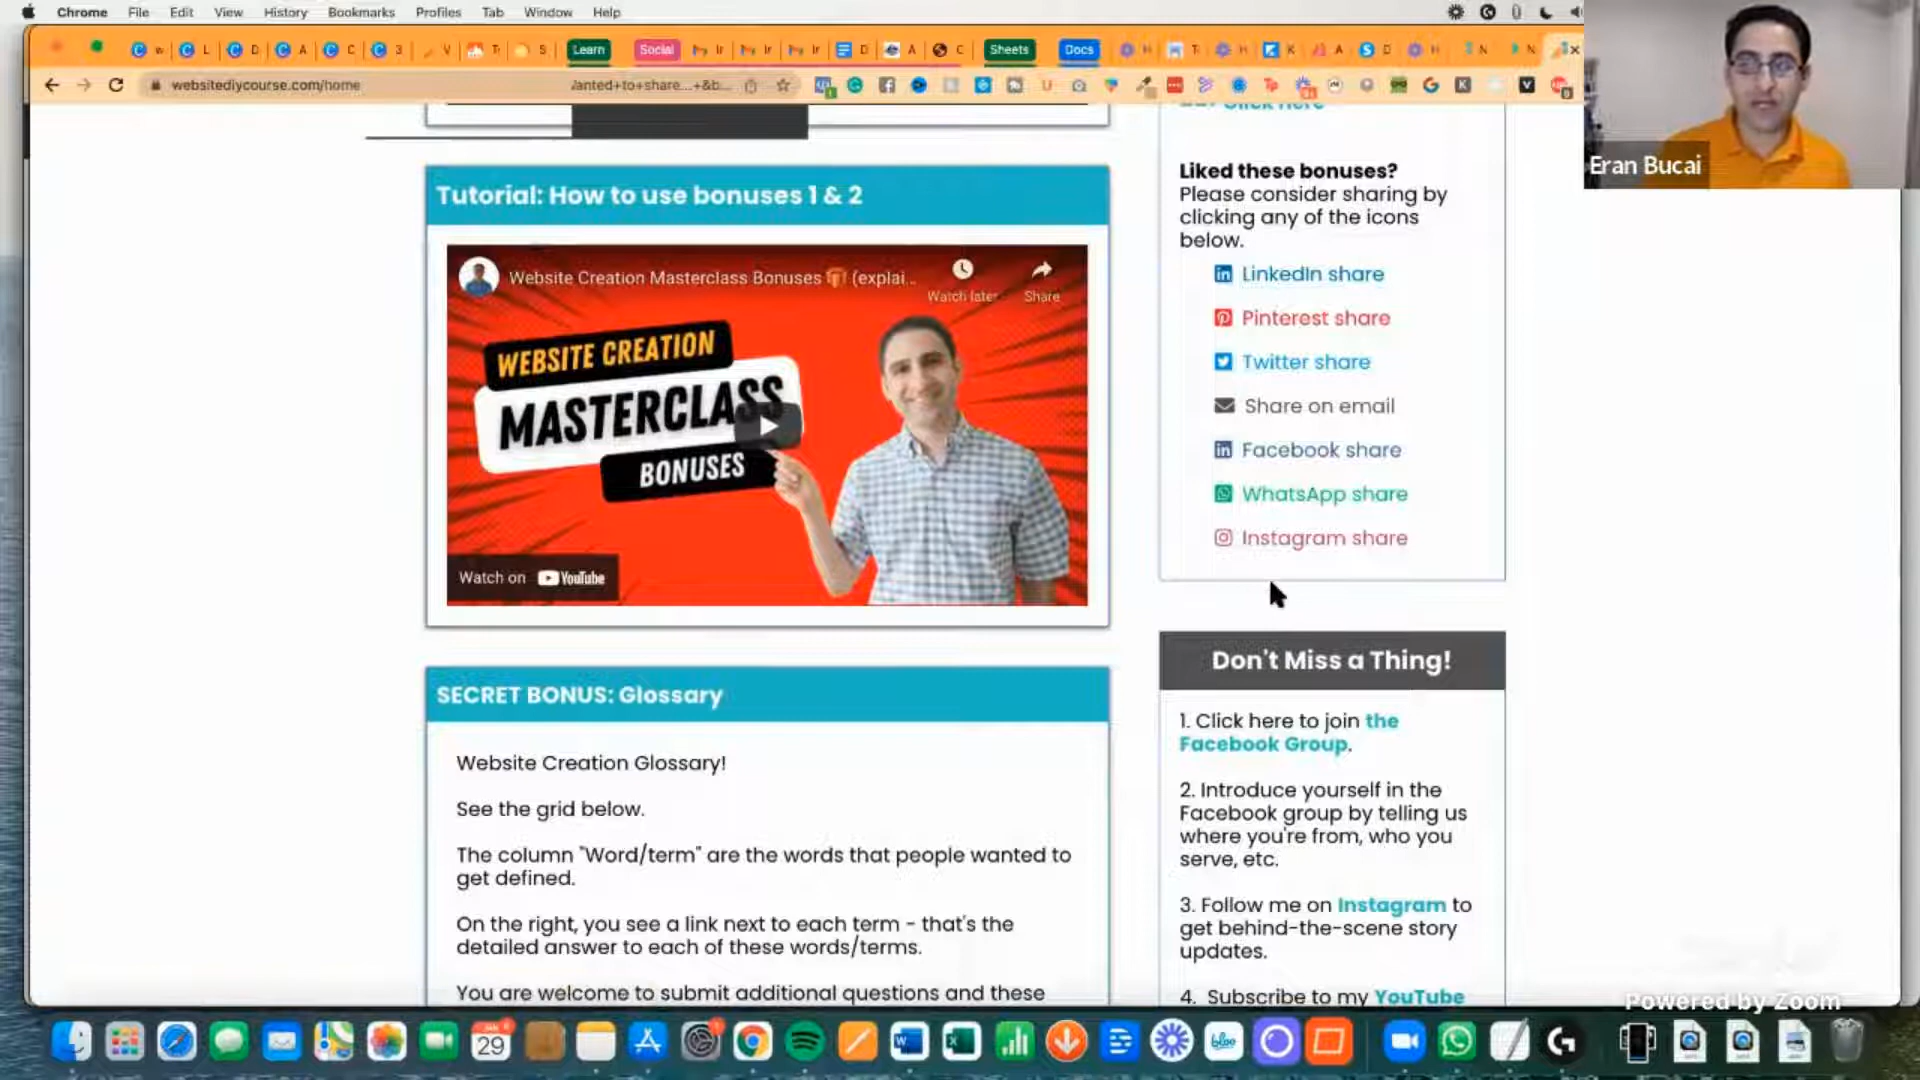 Chrome File Edit View History Bookmarks Profiles Tab Window Help
Learn Social Sheets Docs
websitediycourse.com/home
Eran Bucai
Click here
Tutorial: How to use bonuses 1 & 2
Website Creation Masterclass Bonuses 🎁 (explai...
Watch later
Share
WEBSITE CREATION
MASTERCLASS
BONUSES
Watch on YouTube
SECRET BONUS: Glossary
Website Creation Glossary!
See the grid below.
The column "Word/term" are the words that people wanted to
get defined.
On the right, you see a link next to each term - that's the
detailed answer to each of these words/terms.
You are welcome to submit additional questions and these
Liked these bonuses?
Please consider sharing by
clicking any of the icons
below.
LinkedIn share
Pinterest share
Twitter share
Share on email
Facebook share
WhatsApp share
Instagram share
Don't Miss a Thing!
1. Click here to join the
Facebook Group.
2. Introduce yourself in the
Facebook group by telling us
where you're from, who you
serve, etc.
3. Follow me on Instagram to
get behind-the-scene story
updates.
4. Subscribe to my YouTube
Powered by Zoom
29
bloo